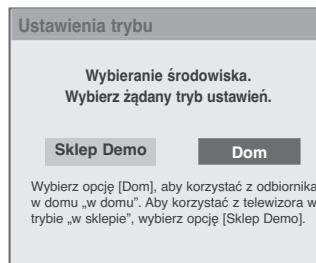 Ustawienia trybu
Wybieranie środowiska.
Wybierz żądany tryb ustawień.
Sklep Demo
Dom
Wybierz opcję [Dom], aby korzystać z odbiornika
w domu „w domu”. Aby korzystać z telewizora w
trybie „w sklepie”, wybierz opcję [Sklep Demo].